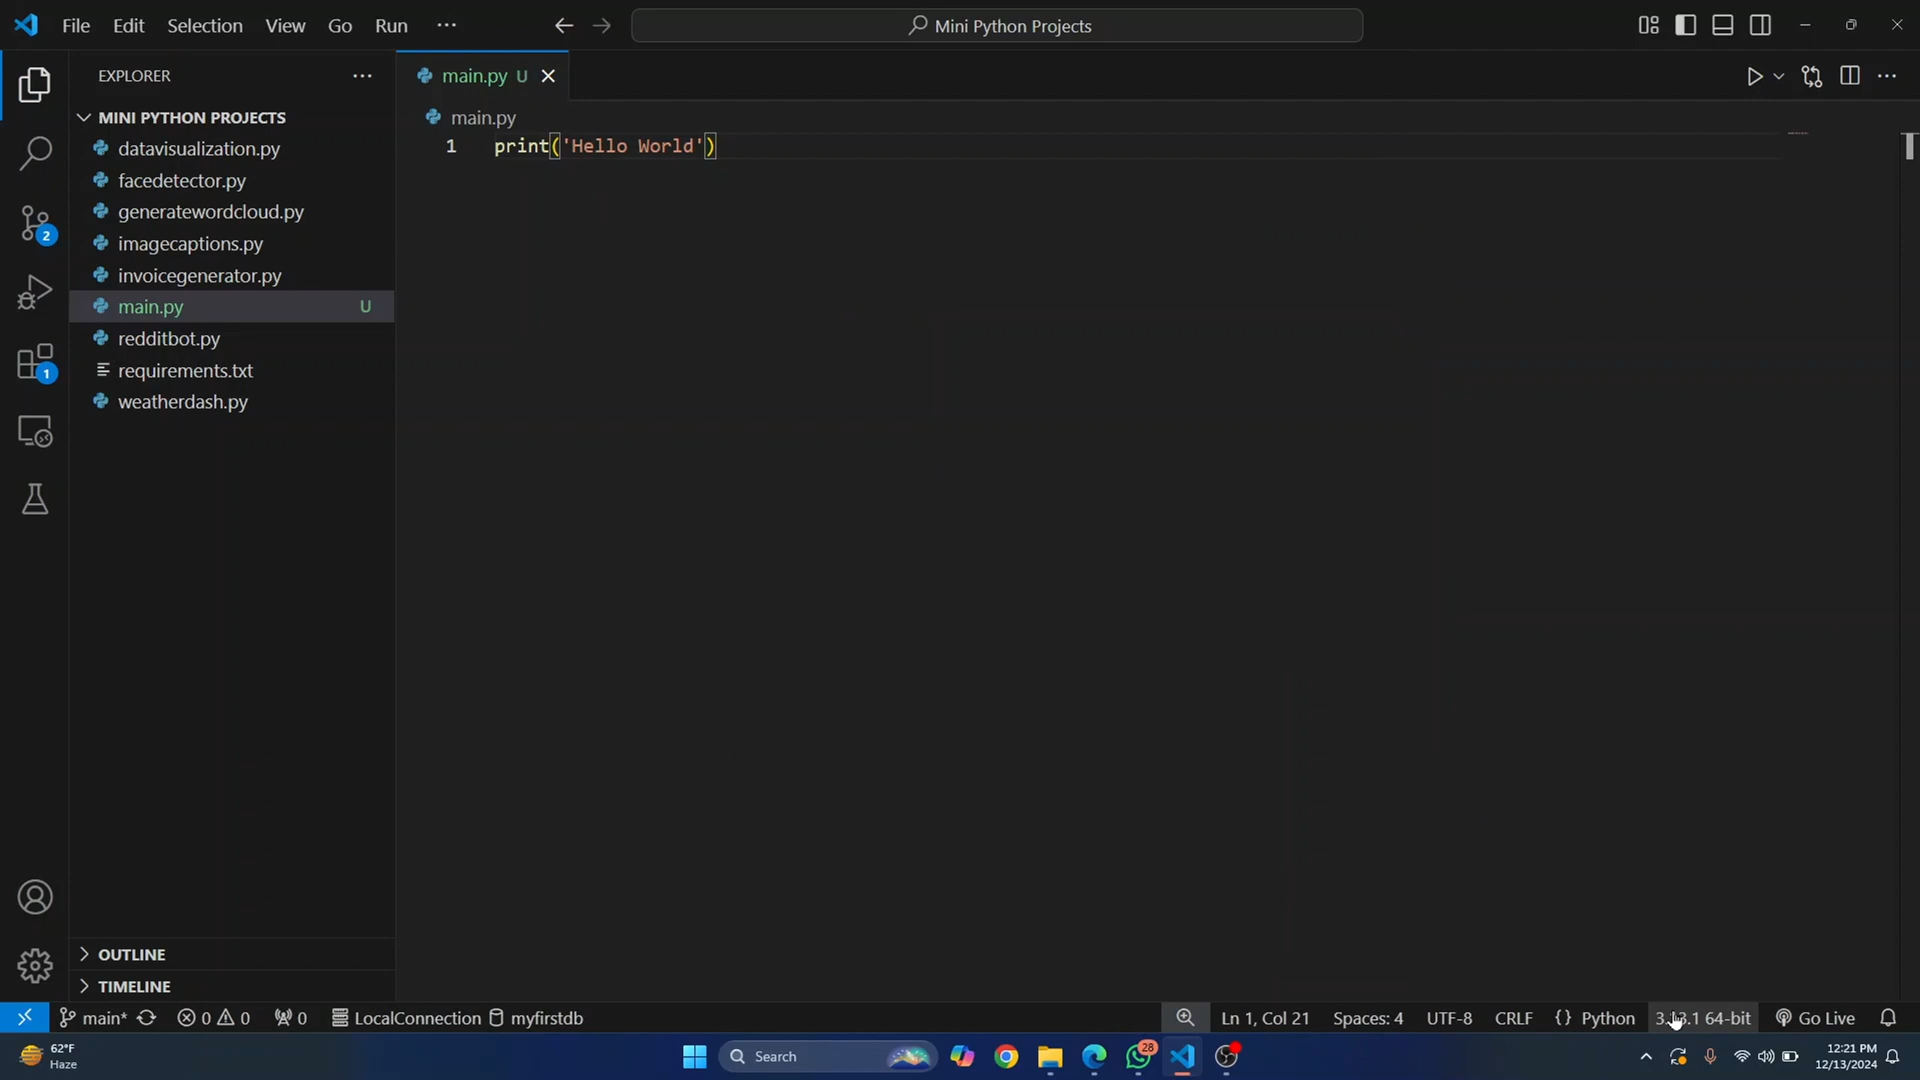 File Edit Selection View Go Run ···
Mini Python Projects
EXPLORER
main.py U
MINI PYTHON PROJECTS
main.py
datavisualization.py
1 print('Hello World')
facedetector.py
generatewordcloud.py
imagecaptions.py
2
invoicegenerator.py
main.py U
redditbot.py
requirements.txt
1
weatherdash.py
OUTLINE
TIMELINE
main* 0 0 0 LocalConnection myfirstdb Ln 1, Col 21 Spaces: 4 UTF-8 CRLF {} Python 64-bit Go Live
62°F
Haze
Search
28
12:21 PM
12/13/2024